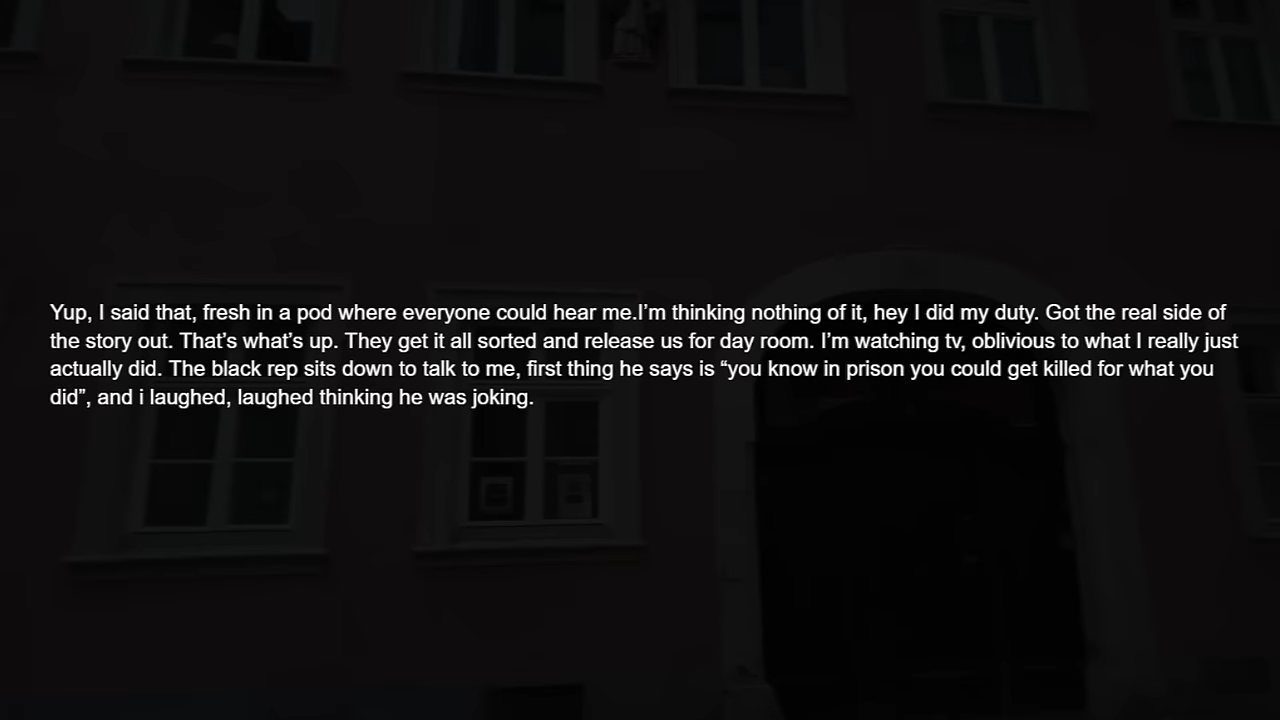 Yup, I said that, fresh in a pod where everyone could hear me.I’m thinking nothing of it, hey I did my duty. Got the real side of
the story out. That’s what’s up. They get it all sorted and release us for day room. I’m watching tv, oblivious to what I really just
actually did. The black rep sits down to talk to me, first thing he says is “you know in prison you could get killed for what you
did”, and i laughed, laughed thinking he was joking.